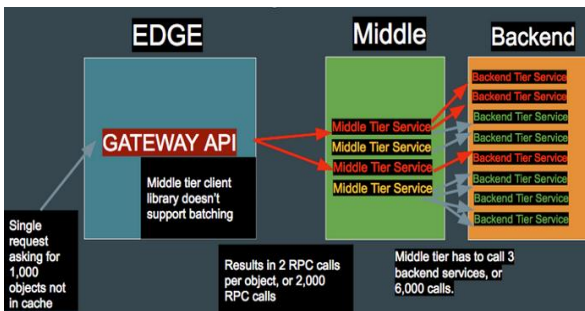 EDGE
Middle
Backend
GATEWAY API
Middle tier client
library doesn't
support batching
Single
request
asking for
1,000
objects not
in cache
Middle Tier Service
Middle Tier Service
Middle Tier Service
Middle Tier Service
Backend Tier Service
Backend Tier Service
Backend Tier Service
Backend Tier Service
Backend Tier Service
Backend Tier Service
Backend Tier Service
Backend Tier Service
Results in 2 RPC calls
per object, or 2,000
RPC calls
Middle tier has to call 3
backend services, or
6,000 calls.